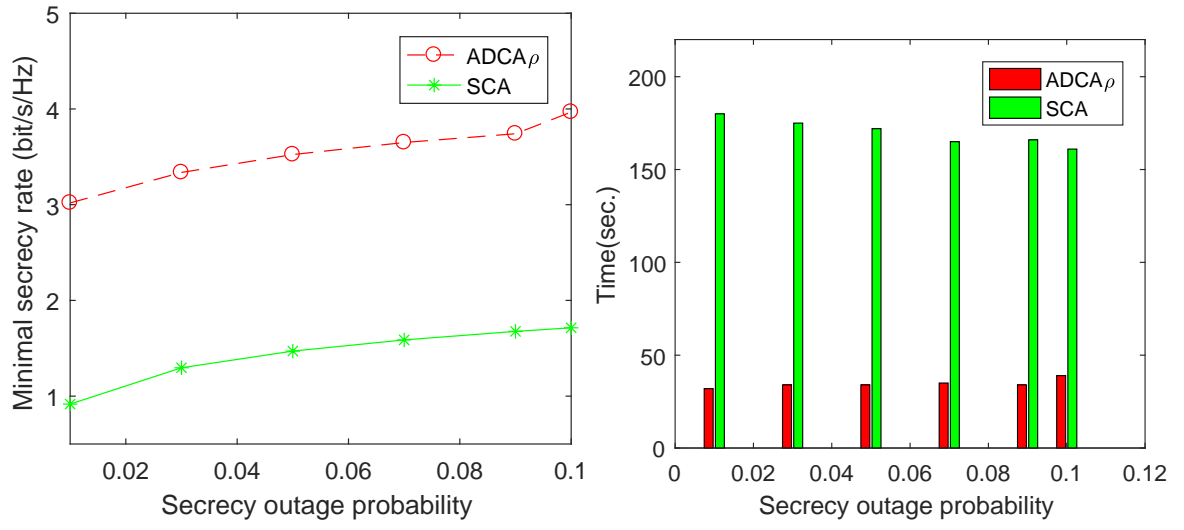 Minimal secrecy rate (bit/s/Hz)
5
4
3
2
1
0.02
0.04
0.06
0.08
0.1
Secrecy outage probability
ADCAρ
SCA
Time(sec.)
200
150
100
50
0
0
0.02
0.04
0.06
0.08
0.1
0.12
Secrecy outage probability
ADCAρ
SCA